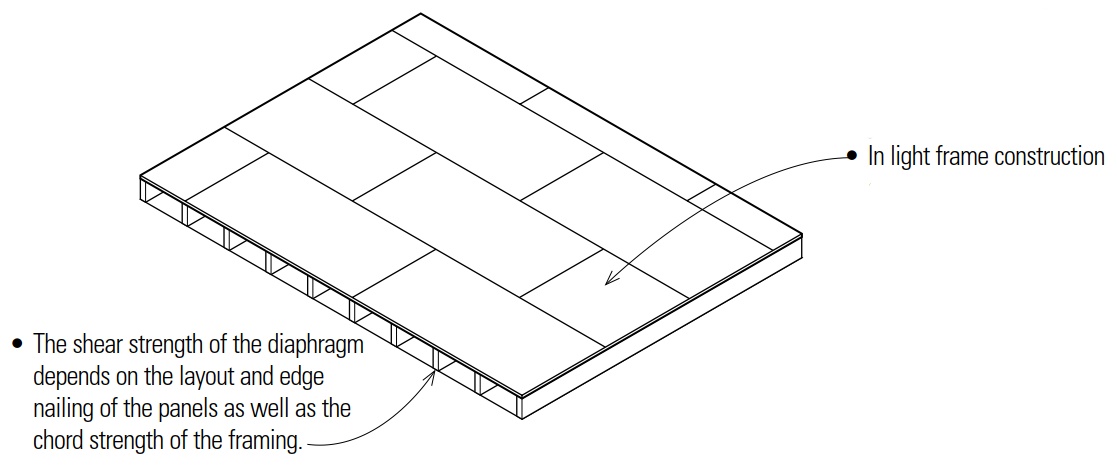 • In light frame construction
• The shear strength of the diaphragm
depends on the layout and edge
nailing of the panels as well as the
chord strength of the framing.